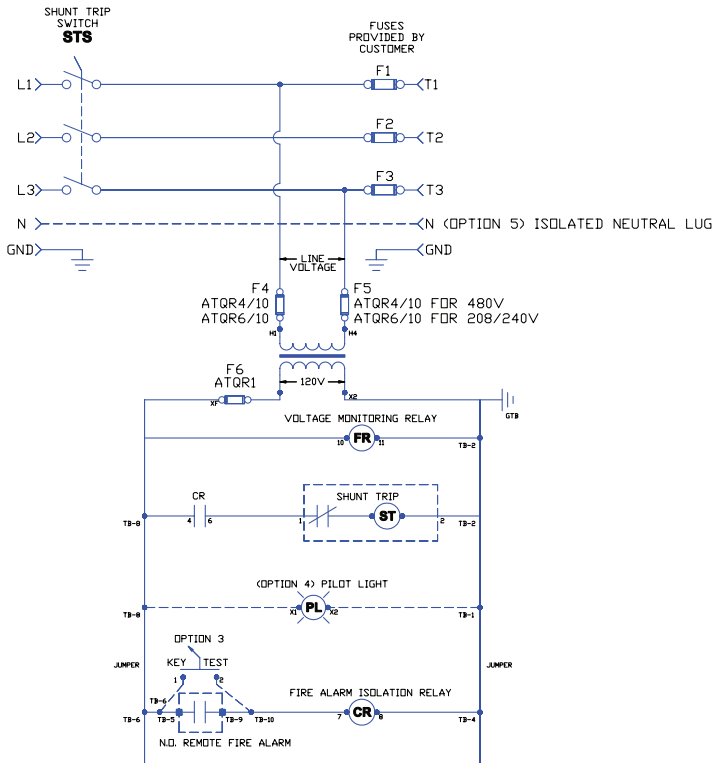 SHUNT TRIP
SWITCH
STS
FUSES
PROVIDED BY
CUSTOMER
L1
F1
T1
L2
F2
T2
L3
F3
T3
N
N (OPTION 5) ISOLATED NEUTRAL LUG
GND
GND
LINE
VOLTAGE
F4
ATQR4/10
ATQR6/10
F5
ATQR4/10 FOR 480V
ATQR6/10 FOR 208/240V
H1
H4
F6
ATQR1
120V
XF
X2
GTB
VOLTAGE MONITORING RELAY
10
FR
11
TB-2
CR
SHUNT TRIP
TB-8
4
6
1
ST
2
TB-2
(OPTION 4) PILOT LIGHT
TB-8
X1
PL
X2
TB-1
OPTION 3
JUMPER
KEY
TEST
JUMPER
1
2
FIRE ALARM ISOLATION RELAY
TB-6
TB-6
TB-5
TB-9
TB-10
7
CR
8
TB-4
N.O. REMOTE FIRE ALARM